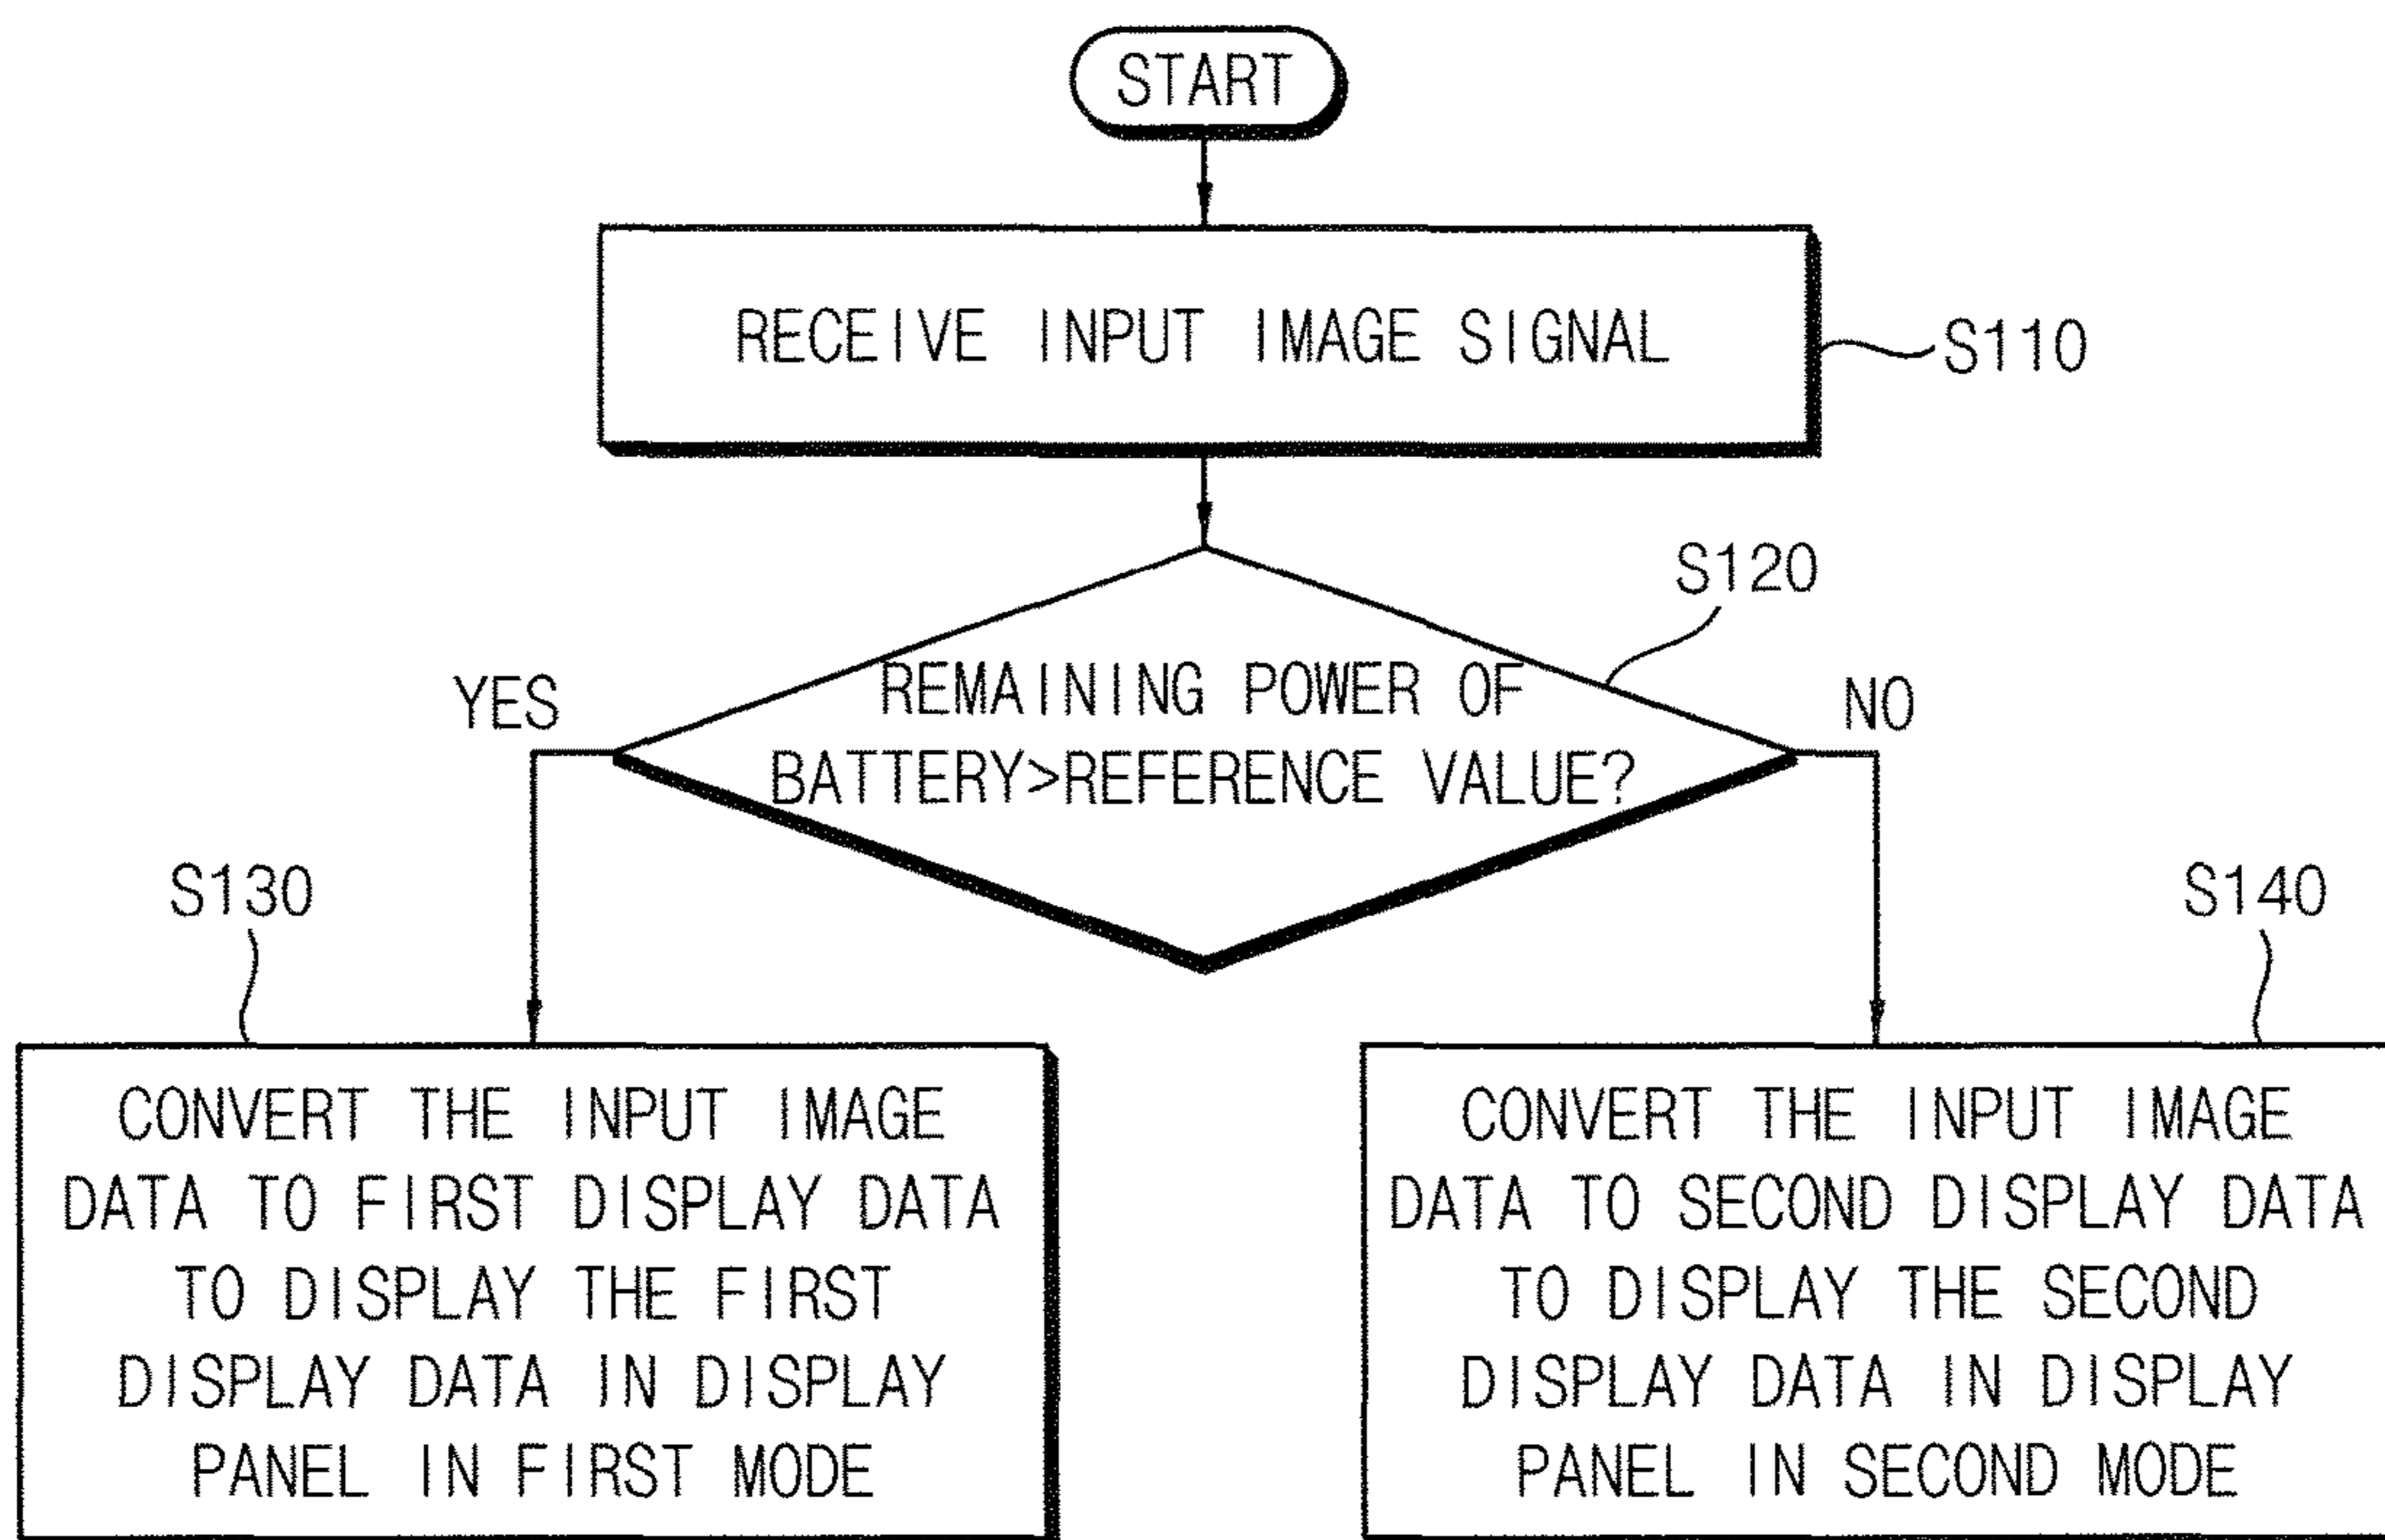 START
RECEIVE INPUT IMAGE SIGNAL
S110
S120
REMAINING POWER OF
BATTERY>REFERENCE VALUE?
YES
NO
S130
CONVERT THE INPUT IMAGE
DATA TO FIRST DISPLAY DATA
TO DISPLAY THE FIRST
DISPLAY DATA IN DISPLAY
PANEL IN FIRST MODE
S140
CONVERT THE INPUT IMAGE
DATA TO SECOND DISPLAY DATA
TO DISPLAY THE SECOND
DISPLAY DATA IN DISPLAY
PANEL IN SECOND MODE